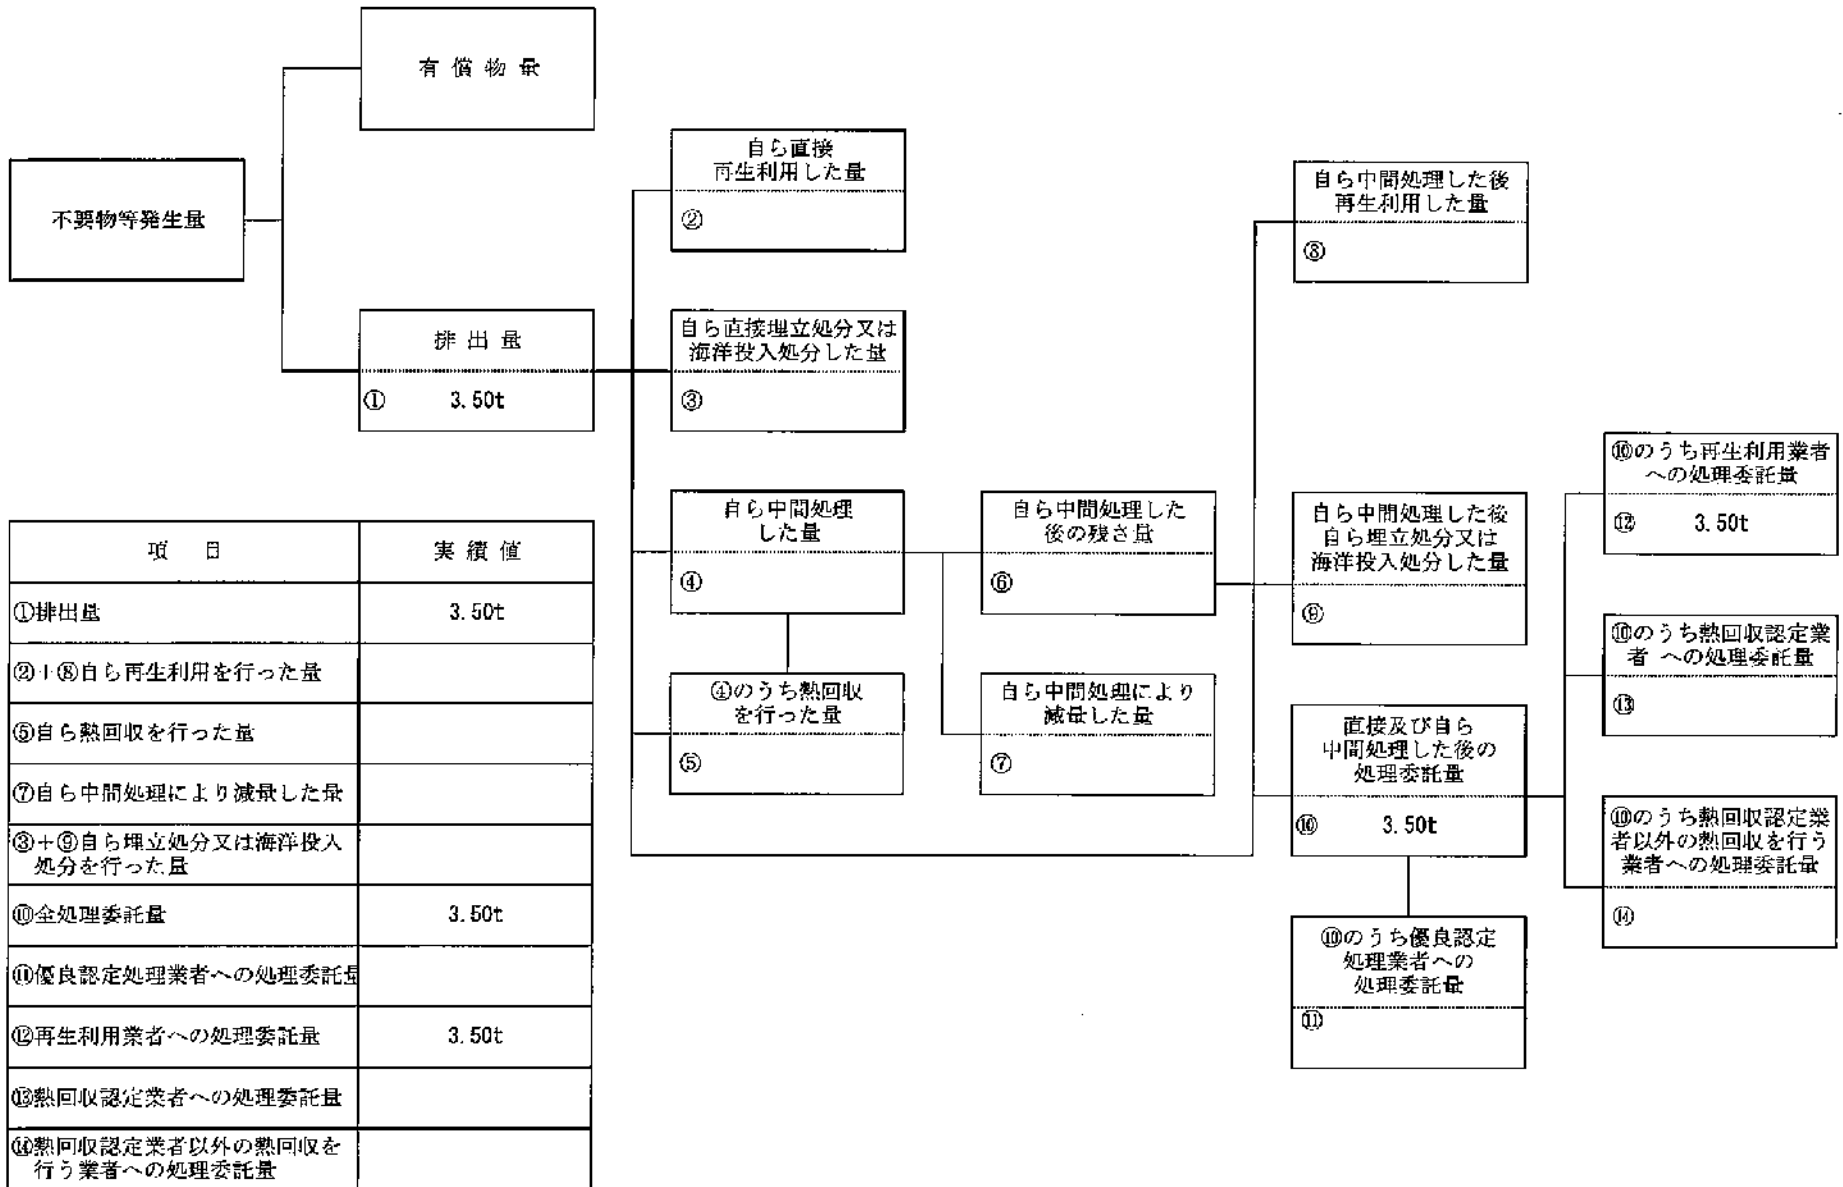 有償物量
不要物等発生量
排出量
① 3.50t
自ら直接
再生利用した量
②
自ら直接埋立処分又は
海洋投入処分した量
③
自ら中間処理
した量
④
④のうち熱回収
を行った量
⑤
自ら中間処理した
後の残さ量
⑥
自ら中間処理により
減量した量
⑦
自ら中間処理した後
再生利用した量
⑧
自ら中間処理した後
自ら埋立処分又は
海洋投入処分した量
⑨
直接及び自ら
中間処理した後の
処理委託量
⑩ 3.50t
⑩のうち優良認定
処理業者への
処理委託量
⑪
⑩のうち再生利用業者
への処理委託量
⑫ 3.50t
⑩のうち熱回収認定業
者 への処理委託量
⑬
⑩のうち熱回収認定業
者以外の熱回収を行う
業者への処理委託量
⑭
項目 実績値
①排出量 3.50t
②+⑧自ら再生利用を行った量
⑤自ら熱回収を行った量
⑦自ら中間処理により減量した量
③+⑨自ら埋立処分又は海洋投入
処分を行った量
⑩全処理委託量 3.50t
⑪優良認定処理業者への処理委託量
⑫再生利用業者への処理委託量 3.50t
⑬熱回収認定業者への処理委託量
⑭熱回収認定業者以外の熱回収を
行う業者への処理委託量